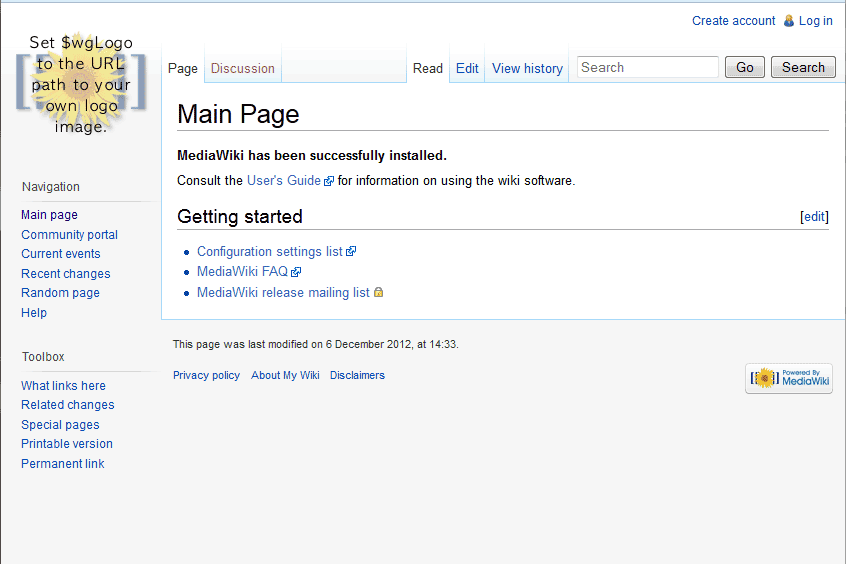 Create account Log in
Set $wgLogo
to the URL
path to your
own logo
image.
Page Discussion Read Edit View history Search Go Search
Main Page
MediaWiki has been successfully installed.
Consult the User's Guide for information on using the wiki software.
Getting started [edit]
Configuration settings list
MediaWiki FAQ
MediaWiki release mailing list
Navigation
Main page
Community portal
Current events
Recent changes
Random page
Help
Toolbox
What links here
Related changes
Special pages
Printable version
Permanent link
This page was last modified on 6 December 2012, at 14:33.
Privacy policy About My Wiki Disclaimers
Powered By
MediaWiki